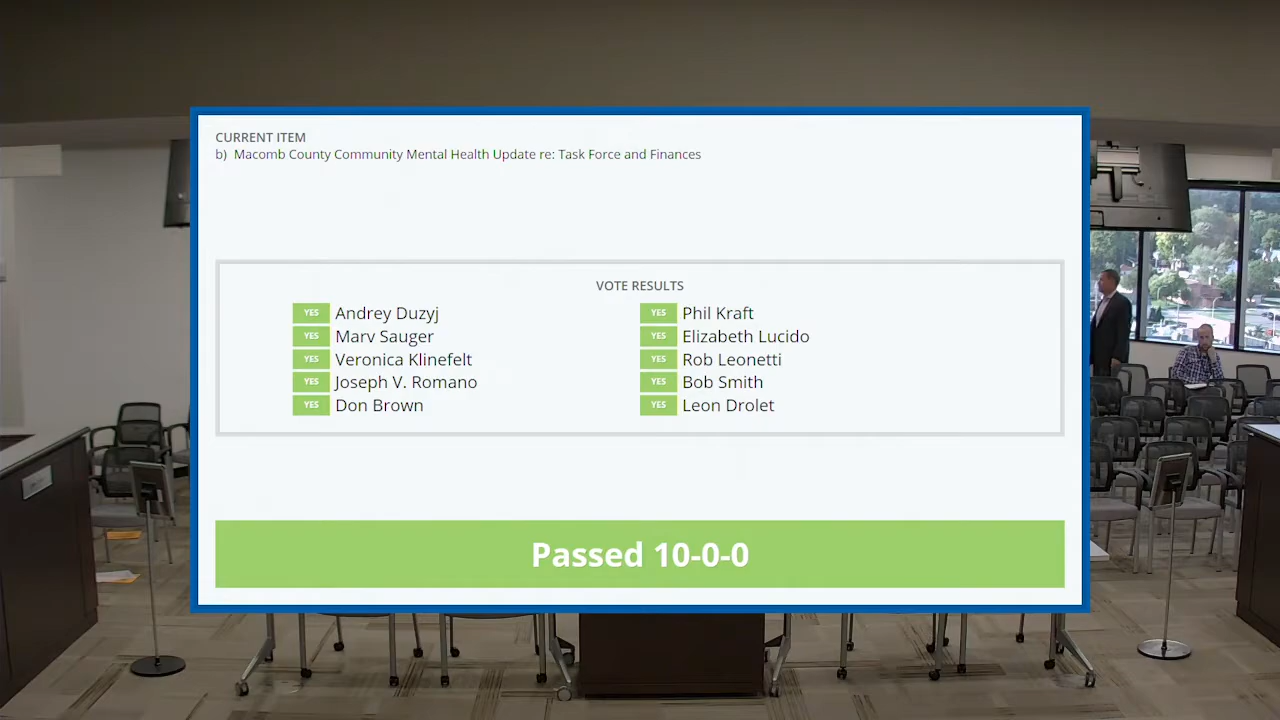 CURRENT ITEM
b) Macomb County Community Mental Health Update re: Task Force and Finances
VOTE RESULTS
YES Andrey Duzyj
YES Marv Sauger
YES Veronica Klinefelt
YES Joseph V. Romano
YES Don Brown
YES Phil Kraft
YES Elizabeth Lucido
YES Rob Leonetti
YES Bob Smith
YES Leon Drolet
Passed 10-0-0